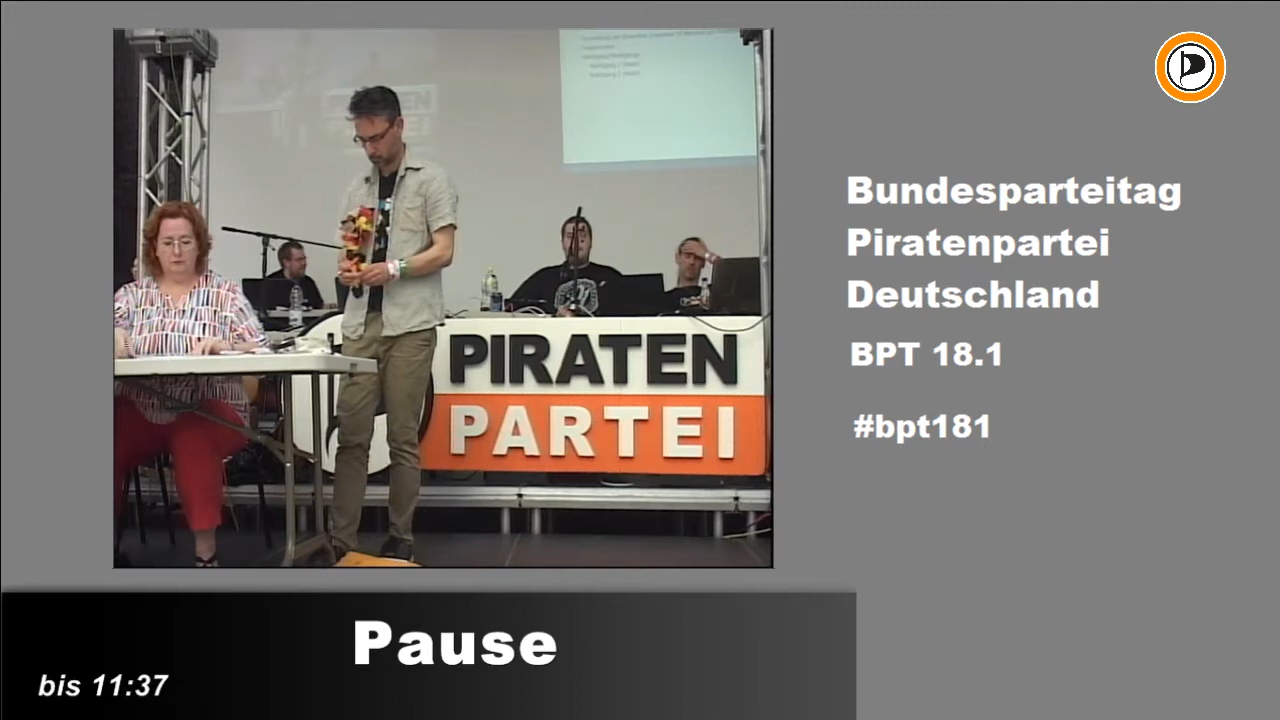 Bundesparteitag
Piratenpartei
Deutschland
BPT 18.1
#bpt181
PIRATEN
PARTEI
Pause
bis 11:37